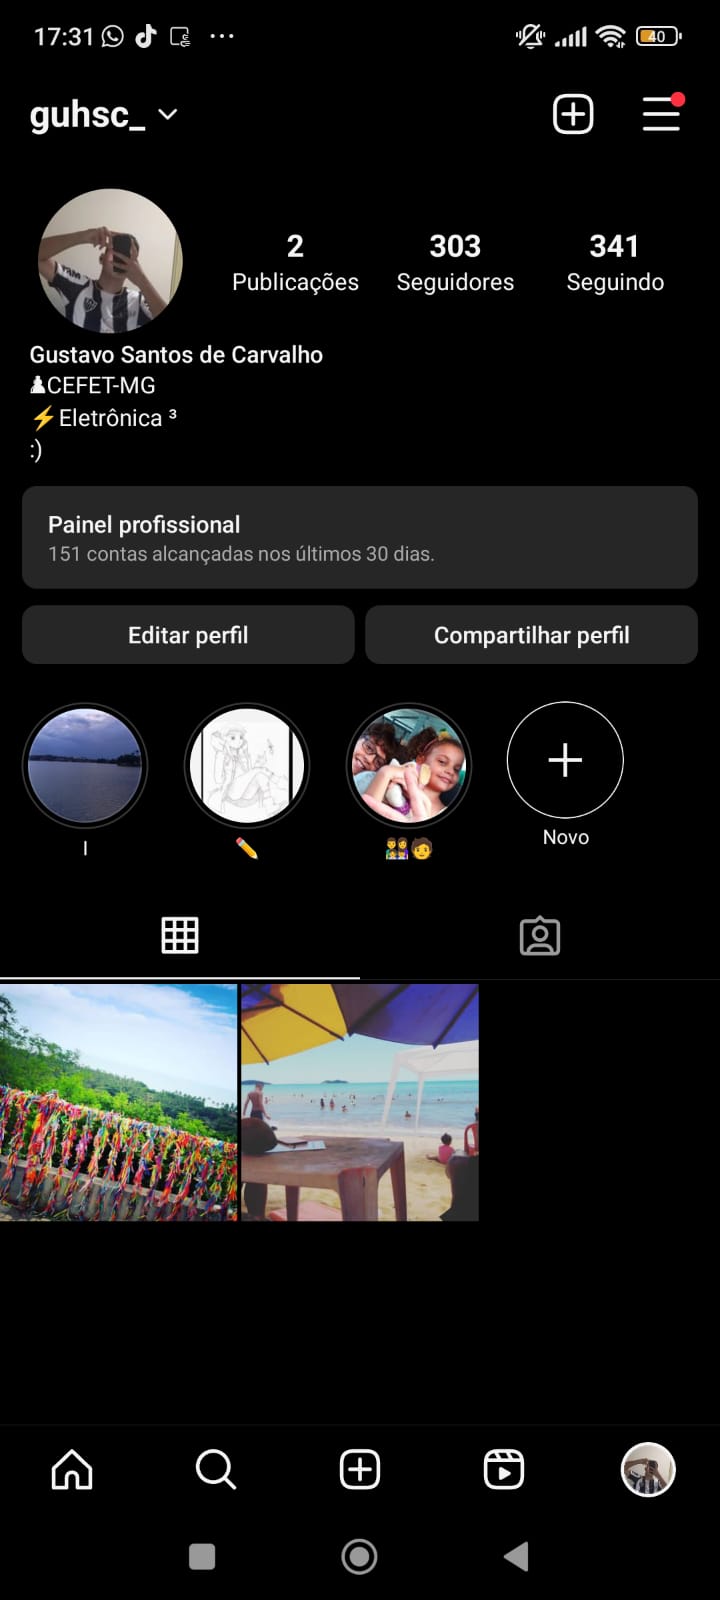 17:31 ... 40
guhsc_
2 303 341
Publicações Seguidores Seguindo
Gustavo Santos de Carvalho
♟CEFET-MG
⚡Eletrônica ³
:)
Painel profissional
151 contas alcançadas nos últimos 30 dias.
Editar perfil Compartilhar perfil
l ✏️ 👨‍👩‍👧‍👦🧑 Novo